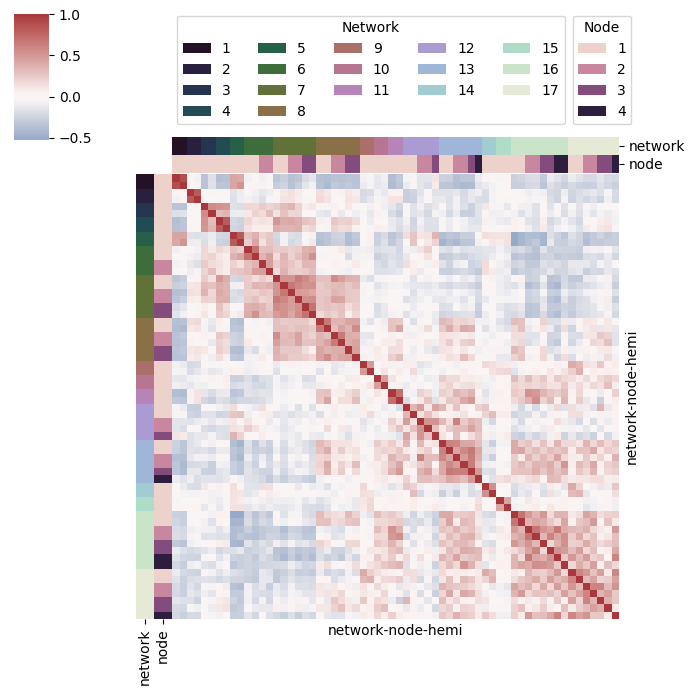 1.0
0.5
0.0
−0.5
Network
1 5 9 12 15
2 6 10 13 16
3 7 11 14 17
4 8
Node
1
2
3
4
network
node
network-node-hemi
network-node-hemi
network
node